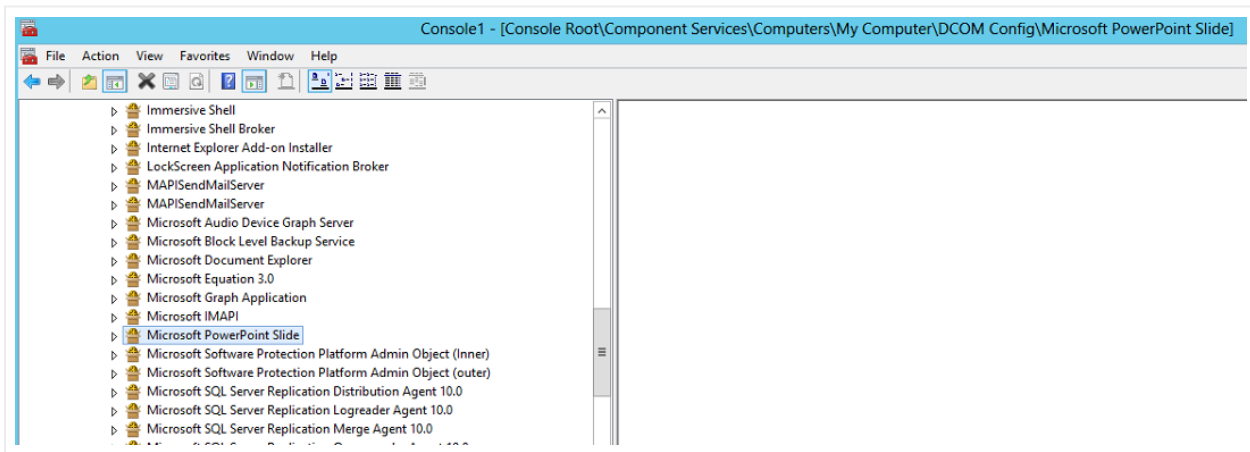 Console1 - [Console Root\Component Services\Computers\My Computer\DCOM Config\Microsoft PowerPoint Slide]
File Action View Favorites Window Help
Immersive Shell
Immersive Shell Broker
Internet Explorer Add-on Installer
LockScreen Application Notification Broker
MAPISendMailServer
MAPISendMailServer
Microsoft Audio Device Graph Server
Microsoft Block Level Backup Service
Microsoft Document Explorer
Microsoft Equation 3.0
Microsoft Graph Application
Microsoft IMAPI
Microsoft PowerPoint Slide
Microsoft Software Protection Platform Admin Object (Inner)
Microsoft Software Protection Platform Admin Object (outer)
Microsoft SQL Server Replication Distribution Agent 10.0
Microsoft SQL Server Replication Logreader Agent 10.0
Microsoft SQL Server Replication Merge Agent 10.0